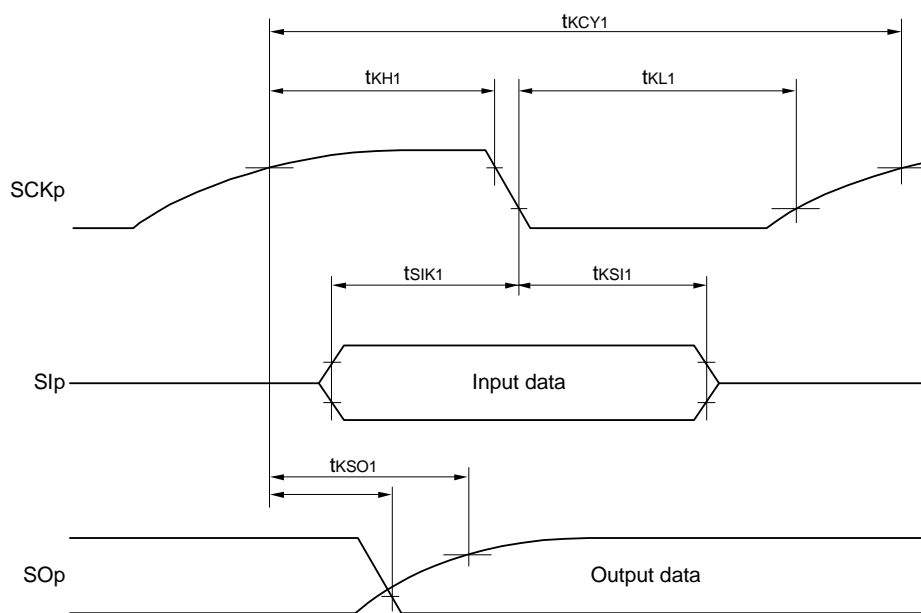 tKCY1
tKH1
tKL1
SCKp
tSIK1
tKSI1
SIp
Input data
tKSO1
SOp
Output data